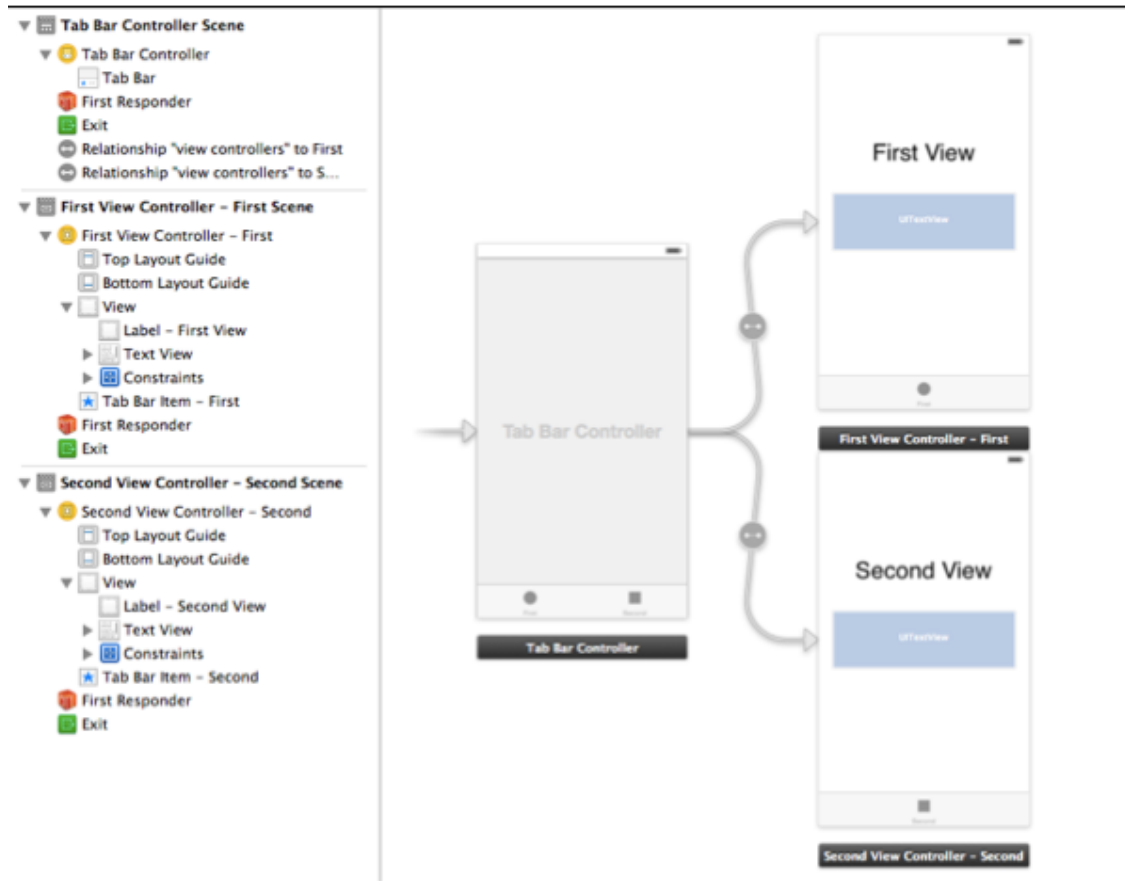 Tab Bar Controller Scene
Tab Bar Controller
Tab Bar
First Responder
Exit
Relationship "view controllers" to First
Relationship "view controllers" to S...
First View Controller – First Scene
First View Controller – First
Top Layout Guide
Bottom Layout Guide
View
Label – First View
Text View
Constraints
Tab Bar Item – First
First Responder
Exit
Second View Controller – Second Scene
Second View Controller – Second
Top Layout Guide
Bottom Layout Guide
View
Label – Second View
Text View
Constraints
Tab Bar Item – Second
First Responder
Exit
Tab Bar Controller
First Second
Tab Bar Controller
First View
UITextView
First
First View Controller – First
Second View
UITextView
Second
Second View Controller – Second